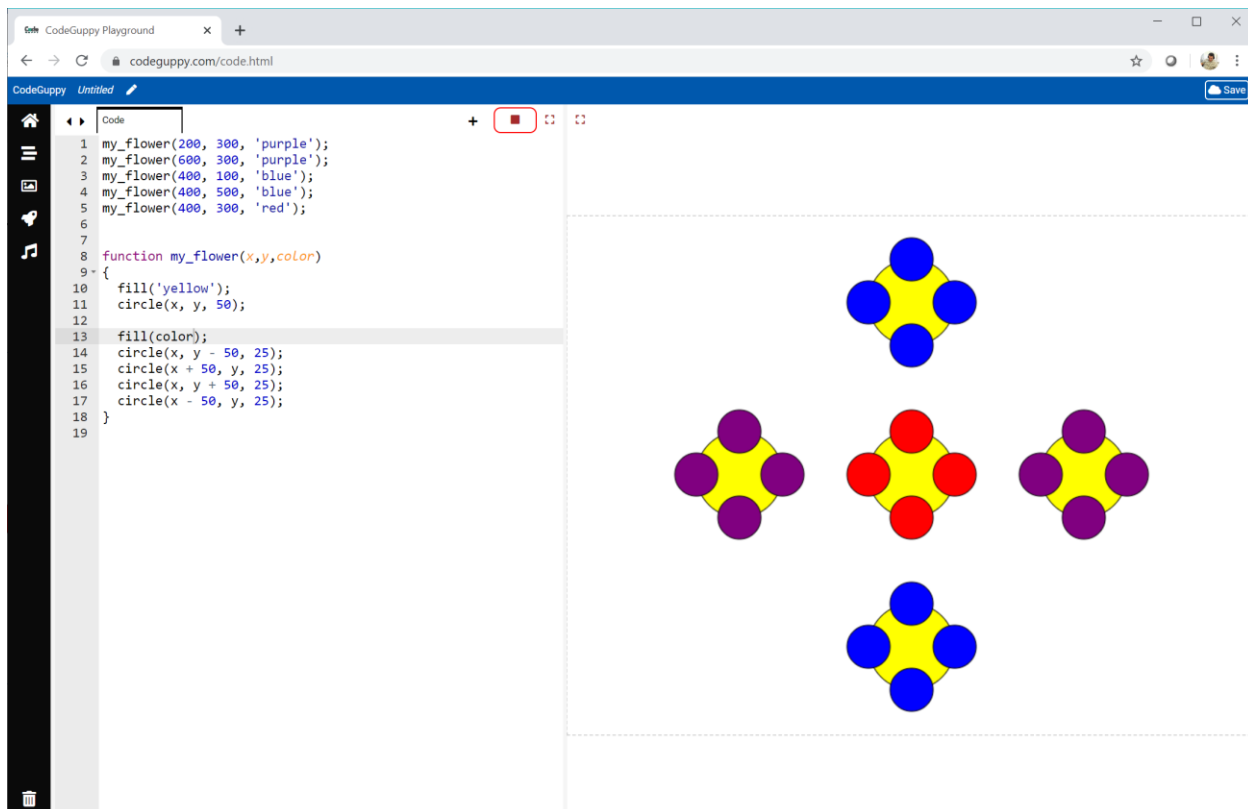 Code CodeGuppy Playground
codeguppy.com/code.html
CodeGuppy Untitled Save
Code
1 my_flower(200, 300, 'purple');
2 my_flower(600, 300, 'purple');
3 my_flower(400, 100, 'blue');
4 my_flower(400, 500, 'blue');
5 my_flower(400, 300, 'red');
6
7
8 function my_flower(x,y,color)
9 {
10 fill('yellow');
11 circle(x, y, 50);
12
13 fill(color);
14 circle(x, y - 50, 25);
15 circle(x + 50, y, 25);
16 circle(x, y + 50, 25);
17 circle(x - 50, y, 25);
18 }
19